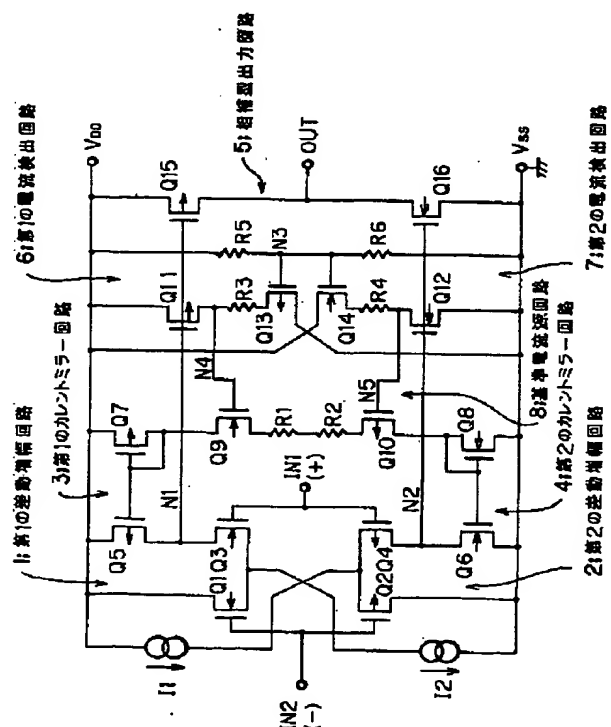 1;第1の差動増幅回路
3;第1のカレントミラー回路
6;第1の電流検出回路
VDD
Q5
Q7
Q11
Q15
5;相補型出力回路
N1
N4
R3
R5
I1
Q1
Q3
Q9
Q13
N3
IN2
(-)
IN1
(+)
R1
R2
OUT
Q14
Q2
Q4
Q10
N5
R4
R6
I2
N2
Q12
Q16
Q6
Q8
VSS
2;第2の差動増幅回路
4;第2のカレントミラー回路
8;基準電流源回路
7;第2の電流検出回路